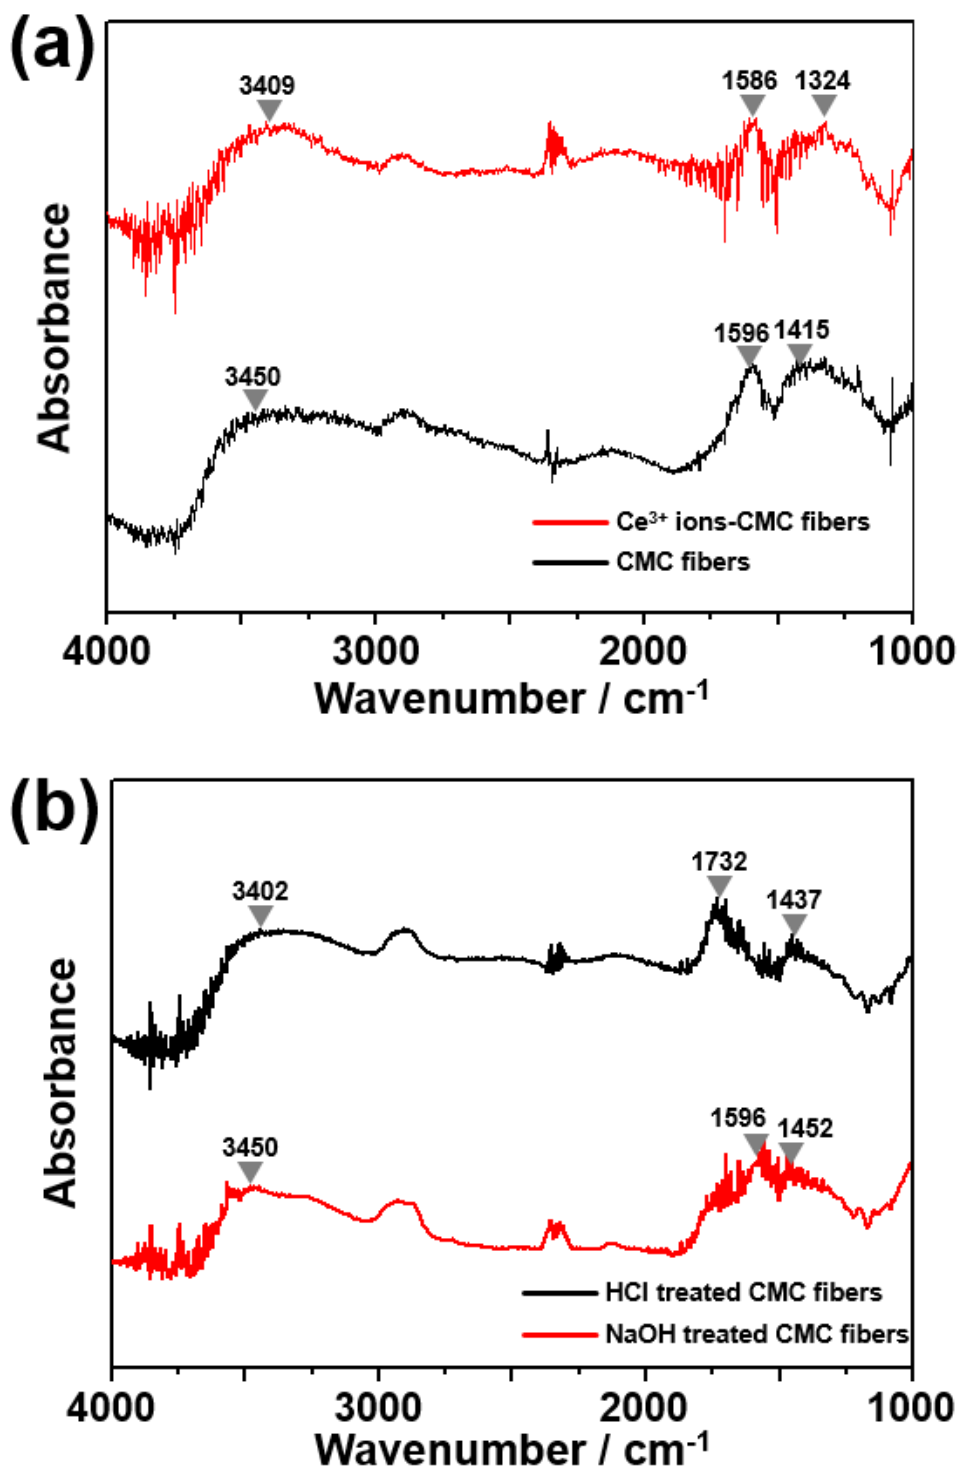 (a)
3409
1586
1324
3450
1596
1415
Absorbance
Ce³⁺ ions-CMC fibers
CMC fibers
4000 3000 2000 1000
Wavenumber / cm⁻¹
(b)
3402
1732
1437
3450
1596
1452
Absorbance
HCl treated CMC fibers
NaOH treated CMC fibers
4000 3000 2000 1000
Wavenumber / cm⁻¹